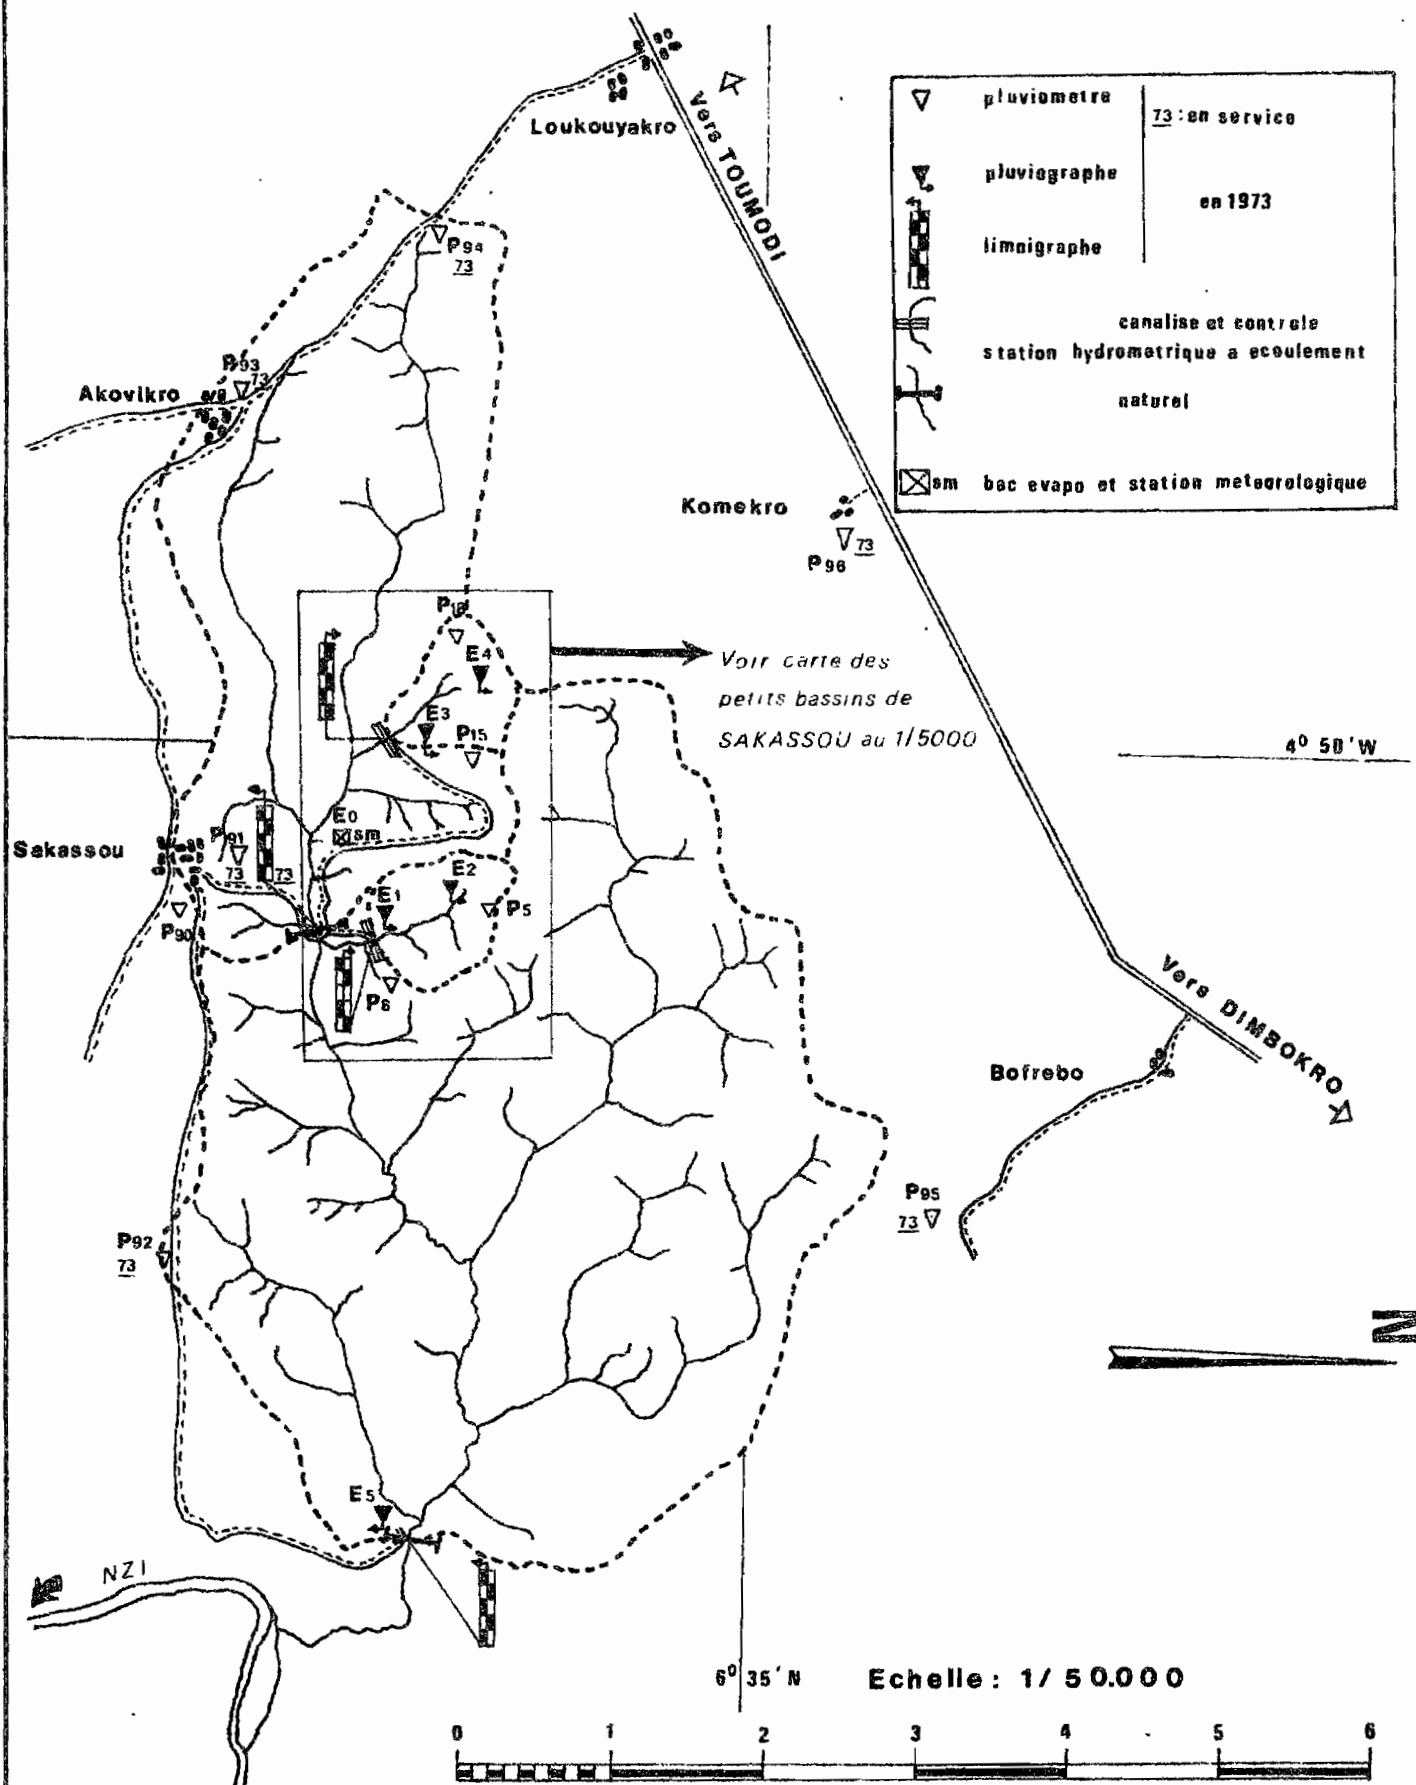 Loukouyakro
Vers TOUMODI
pluviometre
73 : en service
pluviographe
en 1973
limnigraphe
canalise et controle
station hydrometrique a ecoulement
naturel
sm bac evapo et station meteorologique
P94
73
P93
73
Akovikro
Komekro
73
P96
P18
E4
Voir carte des
petits bassins de
SAKASSOU au 1/5000
E3
P15
4° 50' W
E0
sm
Sakassou
P91
73
73
E2
E1
P5
P90
P6
Vers DIMBOKRO
Bofrebo
P95
73
P92
73
N
E5
NZI
6° 35' N
Echelle : 1/ 50.000
0 1 2 3 4 5 6